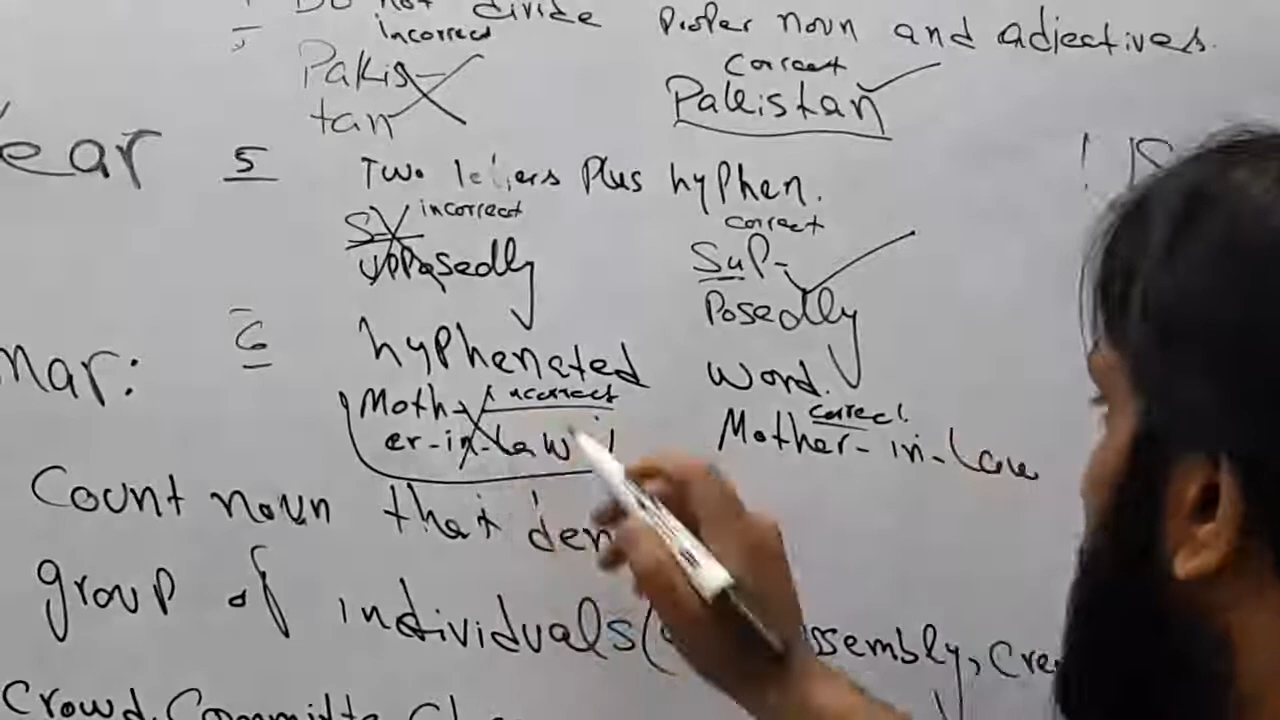 Do not divide Proper noun and adjectives.
incorrect correct
Pakis- Pakistan
tan
ear 5 Two letters Plus hyphen.
incorrect correct
Su- Sup-
upposedly Posedly
mar: 6 hyphenated word.
Moth- incorrect correct
er-in-law Mother-in-law
Count noun that den
group of individuals( ssembly, cre
Crowd, Committe